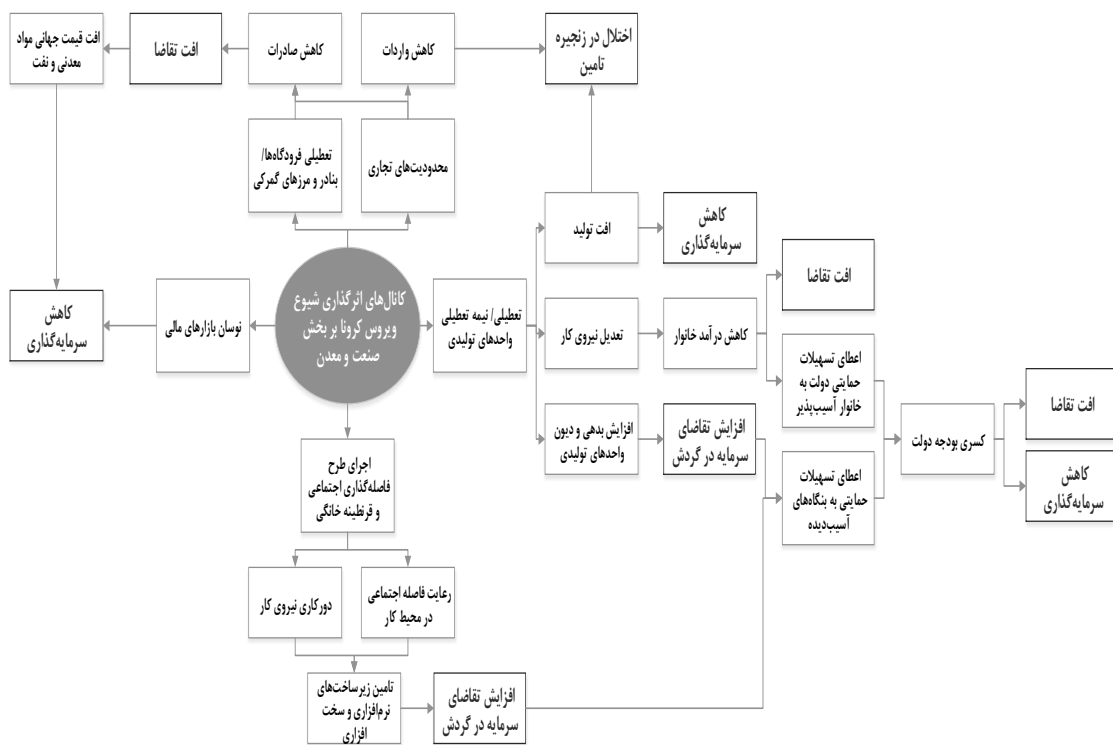 افت قیمت جهانی مواد
معدنی و نفت
افت تقاضا
کاهش صادرات
کاهش واردات
اختلال در زنجیره
تامین
تعطیلی فرودگاه‌ها/
بنادر و مرزهای گمرکی
محدودیت‌های تجاری
افت تولید
کاهش
سرمایه‌گذاری
افت تقاضا
کانال‌های اثرگذاری شیوع
ویروس کرونا بر بخش
صنعت و معدن
نوسان بازارهای مالی
کاهش
سرمایه‌گذاری
تعطیلی/ نیمه تعطیلی
واحدهای تولیدی
تعدیل نیروی کار
کاهش درآمد خانوار
اعطای تسهیلات
حمایتی دولت به
خانوار آسیب‌پذیر
افزایش بدهی و دیون
واحدهای تولیدی
افزایش تقاضای
سرمایه در گردش
کسری بودجه دولت
افت تقاضا
کاهش
سرمایه‌گذاری
اعطای تسهیلات
حمایتی به بنگاه‌های
آسیب‌دیده
اجرای طرح
فاصله‌گذاری اجتماعی
و قرنطینه خانگی
دورکاری نیروی کار
رعایت فاصله اجتماعی
در محیط کار
تامین زیرساخت‌های
نرم‌افزاری و سخت
افزاری
افزایش تقاضای
سرمایه در گردش